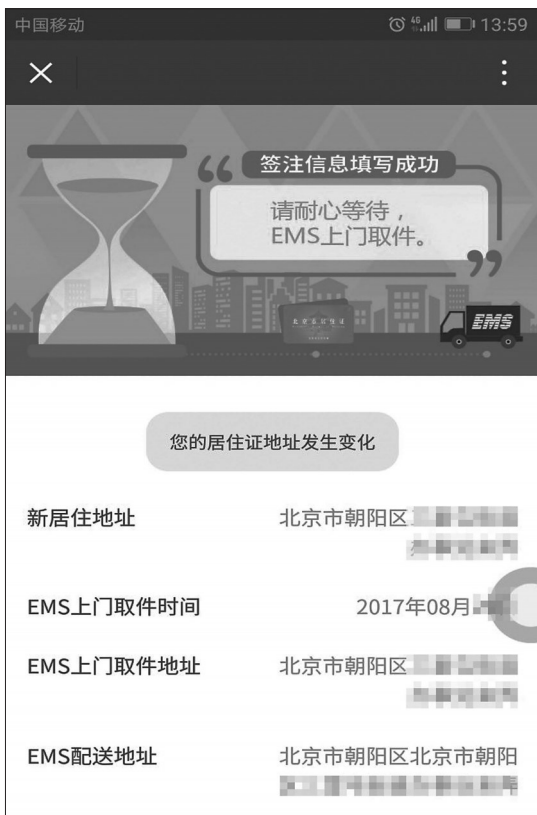 中国移动
46 13:59
签注信息填写成功
请耐心等待，
EMS上门取件。
EMS
您的居住证地址发生变化
新居住地址 北京市朝阳区
EMS上门取件时间 2017年08月
EMS上门取件地址 北京市朝阳区
EMS配送地址 北京市朝阳区北京市朝阳